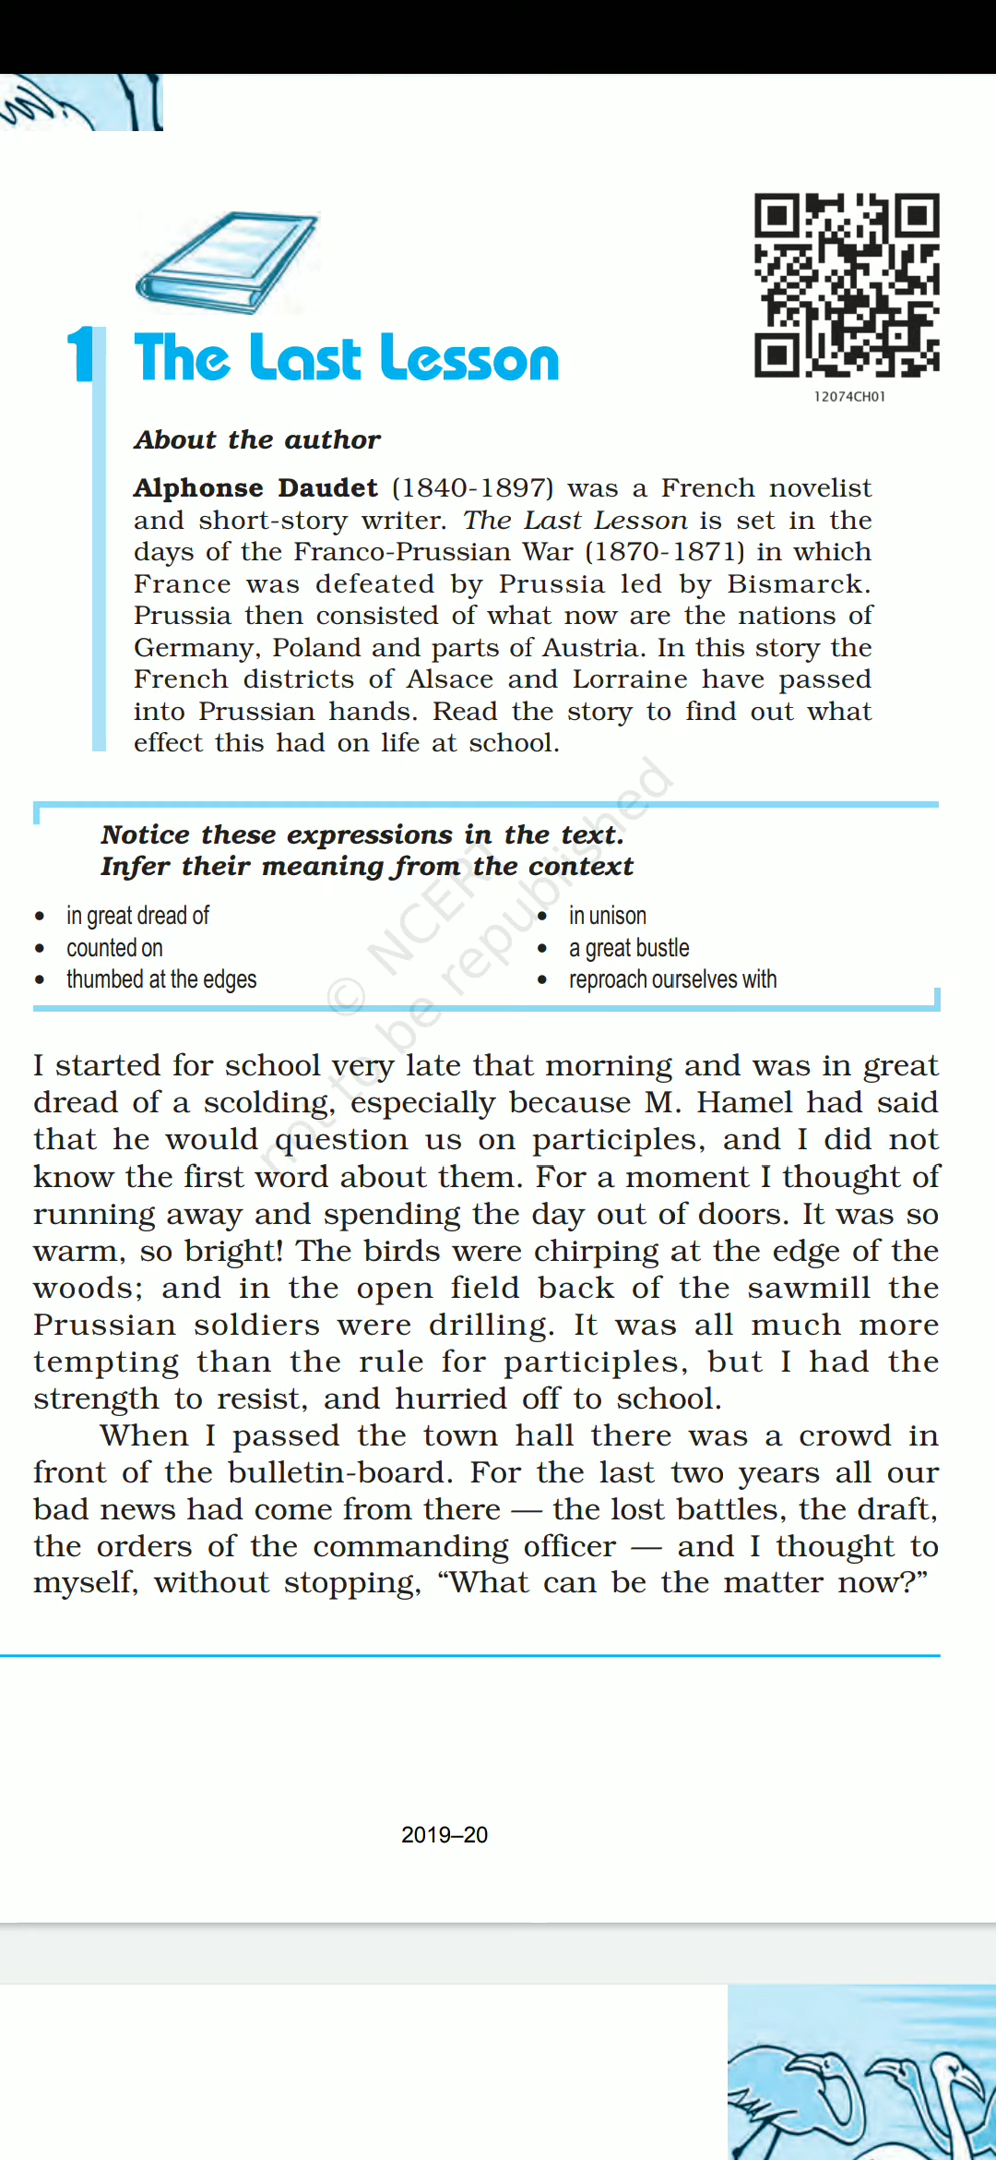 1 The Last Lesson
12074CH01
About the author
Alphonse Daudet (1840-1897) was a French novelist
and short-story writer. The Last Lesson is set in the
days of the Franco-Prussian War (1870-1871) in which
France was defeated by Prussia led by Bismarck.
Prussia then consisted of what now are the nations of
Germany, Poland and parts of Austria. In this story the
French districts of Alsace and Lorraine have passed
into Prussian hands. Read the story to find out what
effect this had on life at school.
Notice these expressions in the text.
Infer their meaning from the context
• in great dread of
• counted on
• thumbed at the edges
• in unison
• a great bustle
• reproach ourselves with
© NCERT
not to be republished
I started for school very late that morning and was in great
dread of a scolding, especially because M. Hamel had said
that he would question us on participles, and I did not
know the first word about them. For a moment I thought of
running away and spending the day out of doors. It was so
warm, so bright! The birds were chirping at the edge of the
woods; and in the open field back of the sawmill the
Prussian soldiers were drilling. It was all much more
tempting than the rule for participles, but I had the
strength to resist, and hurried off to school.
When I passed the town hall there was a crowd in
front of the bulletin-board. For the last two years all our
bad news had come from there — the lost battles, the draft,
the orders of the commanding officer — and I thought to
myself, without stopping, “What can be the matter now?”
2019–20